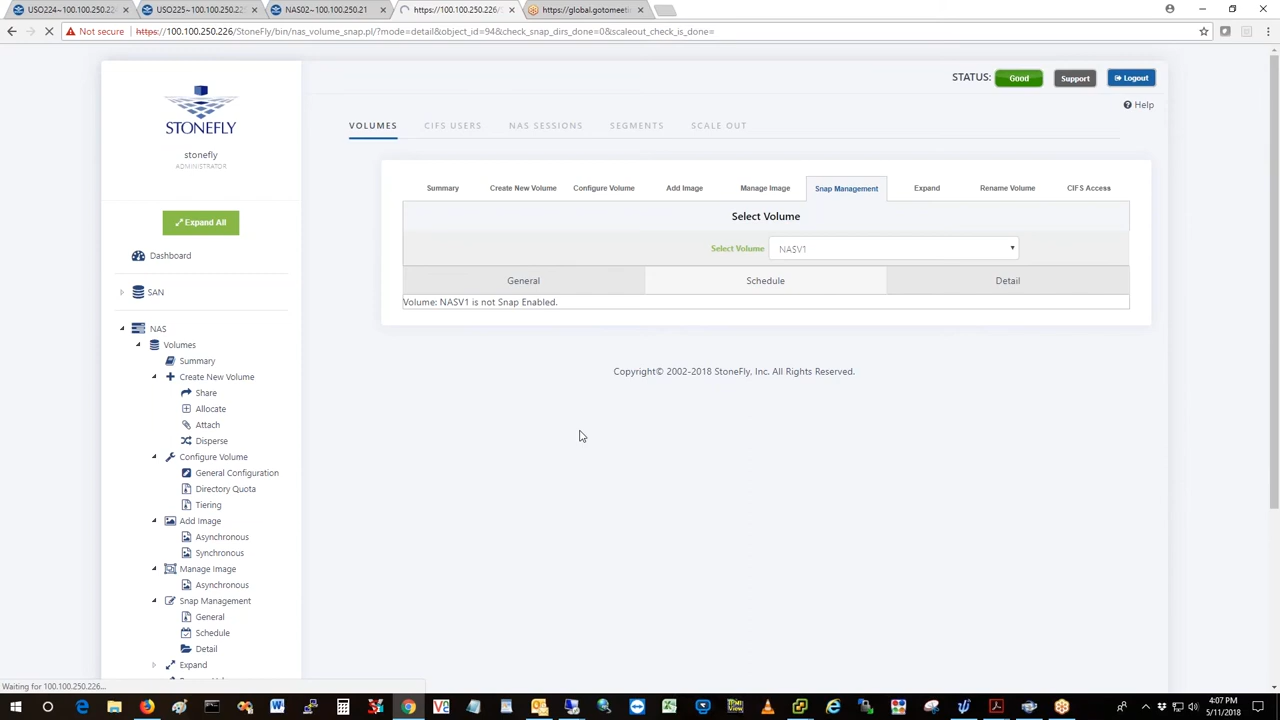 USO224~100.100.250.22
USO225~100.100.250.225
NAS02~100.100.250.21
https://100.100.250.226/
https://global.gotomeeti
Not secure
https://100.100.250.226/StoneFly/bin/nas_volume_snap.pl/?mode=detail&object_id=94&check_snap_dirs_done=0&scaleout_check_is_done=
STATUS: Good Support Logout
Help
STONEFLY
stonefly
ADMINISTRATOR
Expand All
Dashboard
SAN
NAS
Volumes
Summary
Create New Volume
Share
Allocate
Attach
Disperse
Configure Volume
General Configuration
Directory Quota
Tiering
Add Image
Asynchronous
Synchronous
Manage Image
Asynchronous
Snap Management
General
Schedule
Detail
Expand
VOLUMES CIFS USERS NAS SESSIONS SEGMENTS SCALE OUT
Summary Create New Volume Configure Volume Add Image Manage Image Snap Management Expand Rename Volume CIFS Access
Select Volume
Select Volume NASV1
General Schedule Detail
Volume: NASV1 is not Snap Enabled.
Copyright© 2002-2018 StoneFly, Inc. All Rights Reserved.
Waiting for 100.100.250.226...
4:07 PM
5/11/2018